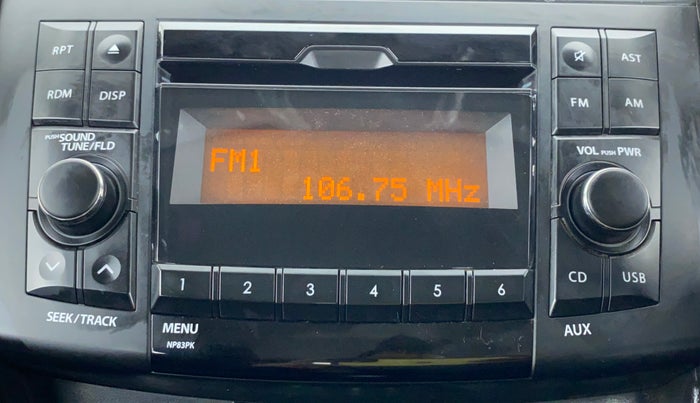 RPT
RDM
DISP
AST
FM
AM
PUSH SOUND
TUNE/FLD
VOL PUSH PWR
FM1
106.75 MHz
1 2 3 4 5 6
CD
USB
SEEK/TRACK
MENU
NP83PK
AUX